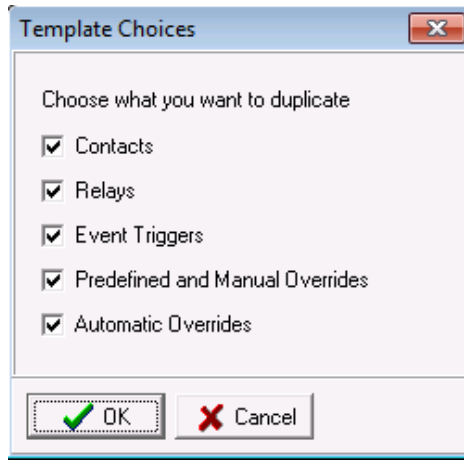 Template Choices
Choose what you want to duplicate
Contacts
Relays
Event Triggers
Predefined and Manual Overrides
Automatic Overrides
OK Cancel